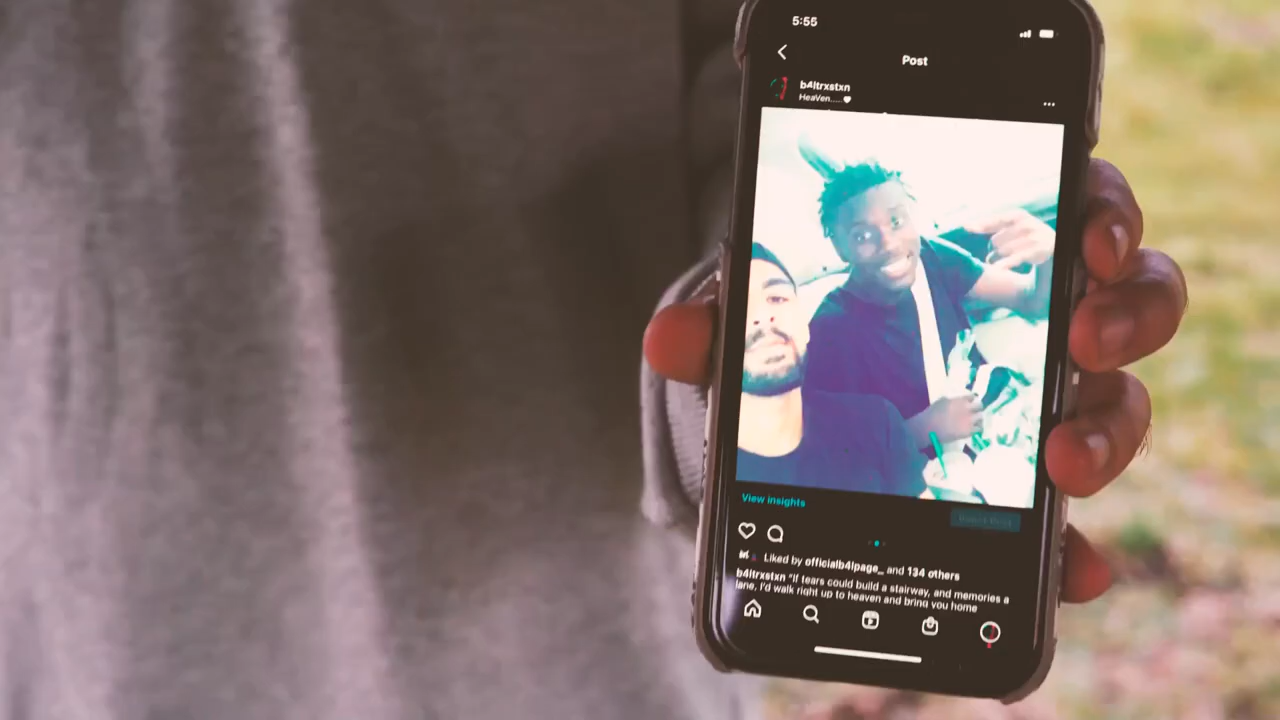 5:55
Post
b4ltrxstxn
HeaVen.....🤍
View insights
Liked by officialb4lpage_ and 134 others
b4ltrxstxn "If tears could build a stairway, and memories a
lane, I'd walk right up to heaven and bring you home